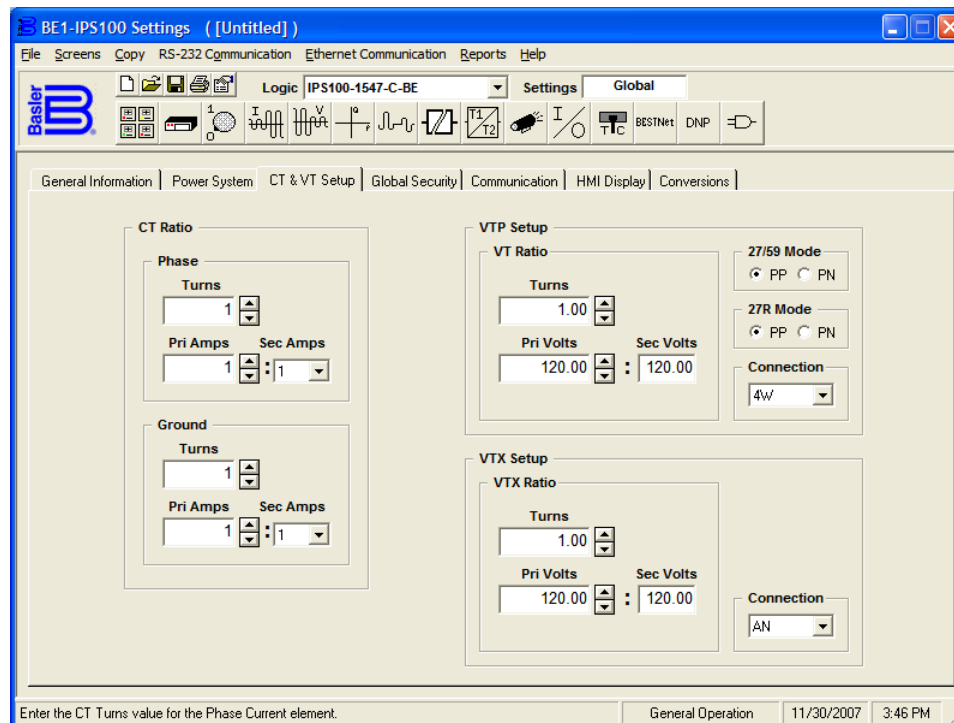 BE1-IPS100 Settings ( [Untitled] )
File Screens Copy RS-232 Communication Ethernet Communication Reports Help
Basler
Logic IPS100-1547-C-BE Settings Global
1 0 I V T1 T2 I O T C BESTNet DNP
General Information Power System CT & VT Setup Global Security Communication HMI Display Conversions
CT Ratio
Phase
Turns
1
Pri Amps Sec Amps
1 : 1
Ground
Turns
1
Pri Amps Sec Amps
1 : 1
VTP Setup
VT Ratio
Turns
1.00
Pri Volts Sec Volts
120.00 : 120.00
27/59 Mode
PP PN
27R Mode
PP PN
Connection
4W
VTX Setup
VTX Ratio
Turns
1.00
Pri Volts Sec Volts
120.00 : 120.00
Connection
AN
Enter the CT Turns value for the Phase Current element. General Operation 11/30/2007 3:46 PM